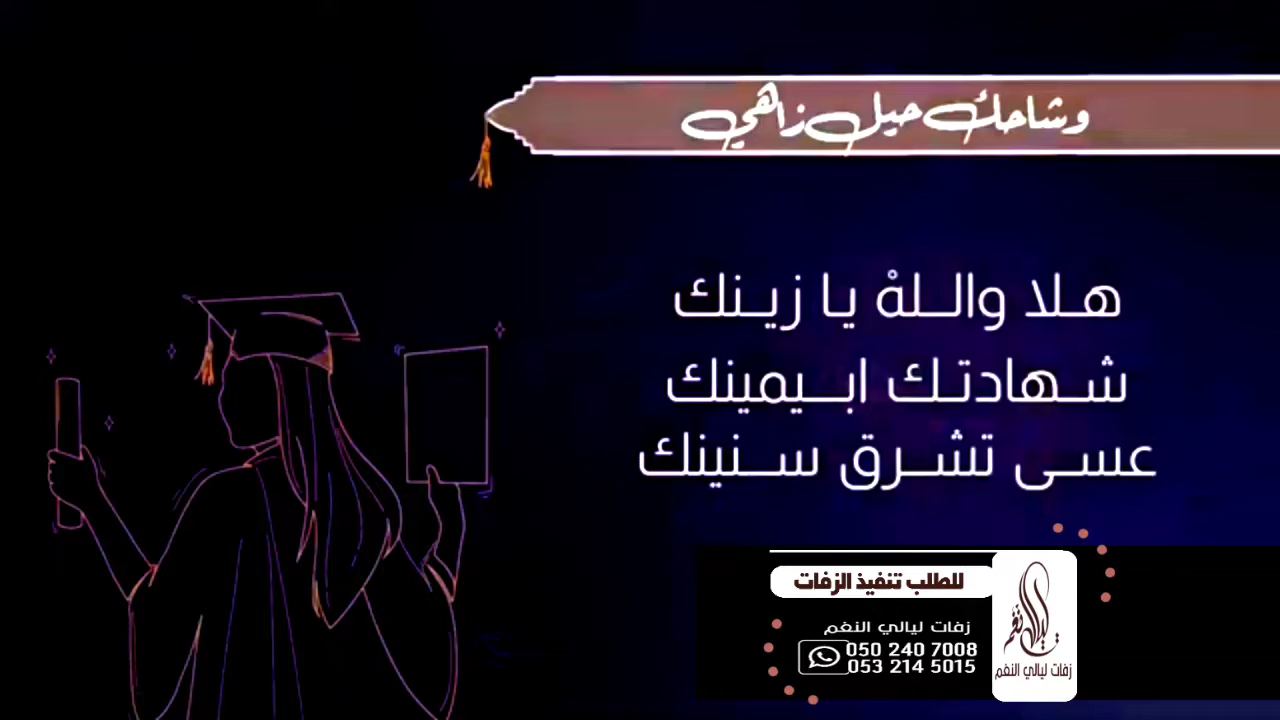 وشاحك حيل زاهي
هلا واللهْ يا زينك
شهادتك ابيمينك
عسى تشرق سنينك
للطلب تنفيذ الزفات
زفات ليالي النغم
050 240 7008
053 214 5015
ليالي نغم
زفات ليالي النغم